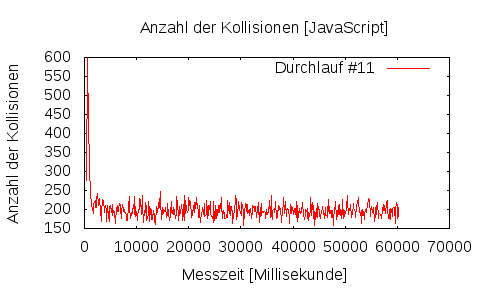 Anzahl der Kollisionen [JavaScript]
Durchlauf #11
Anzahl der Kollisionen
600
550
500
450
400
350
300
250
200
150
0 10000 20000 30000 40000 50000 60000 70000
Messzeit [Millisekunde]